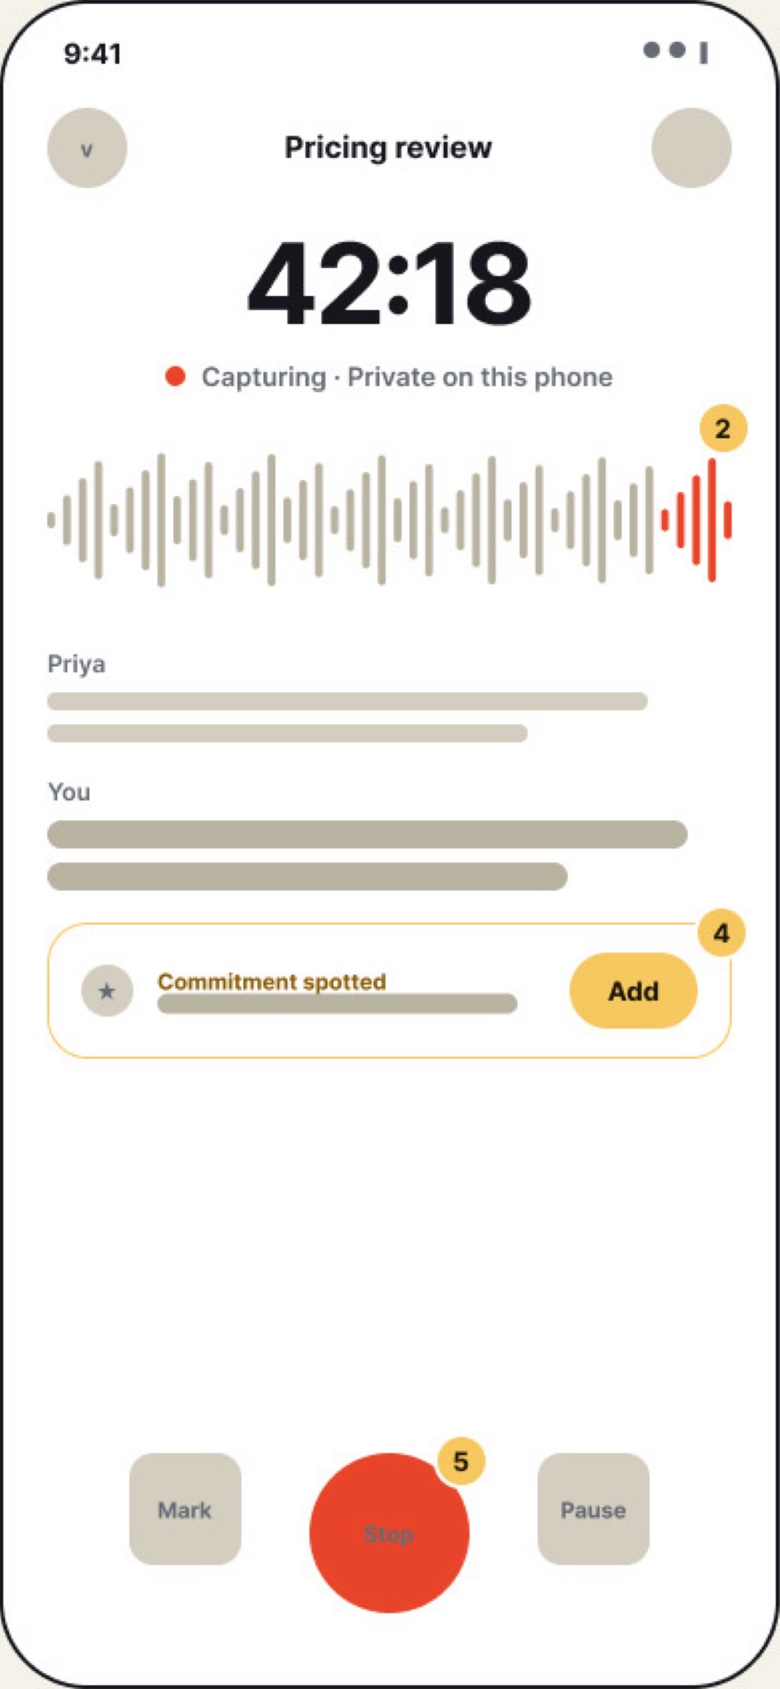 9:41
v
Pricing review
42:18
Capturing · Private on this phone
2
Priya
You
4
Commitment spotted
Add
5
Mark
Stop
Pause